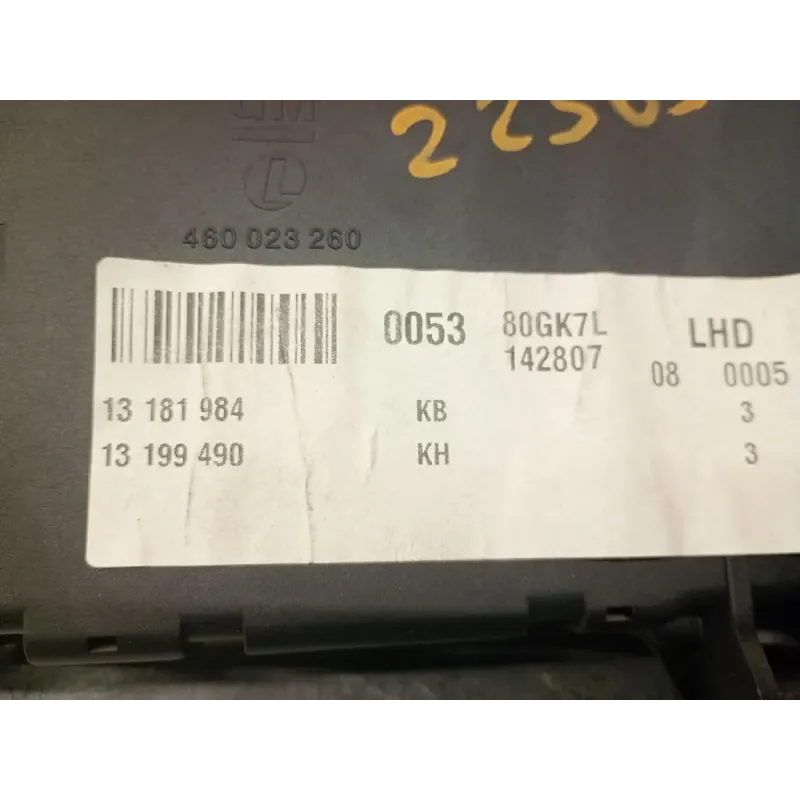 GM
L
460 023 260
0053 80GK7L LHD
142807 08 0005
13 181 984 KB 3
13 199 490 KH 3